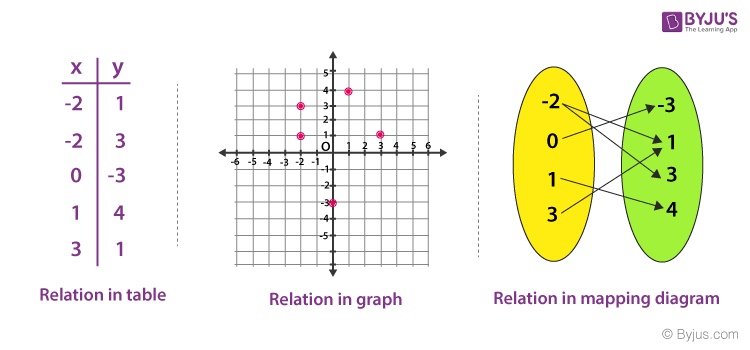 BYJU'S
The Learning App
x y
-2 1
-2 3
0 -3
1 4
3 1
Relation in table
5
4
3
2
1
O
-6 -5 -4 -3 -2 -1 1 2 3 4 5 6
-1
-2
-3
-4
-5
Relation in graph
-2
0
1
3
-3
1
3
4
Relation in mapping diagram
© Byjus.com